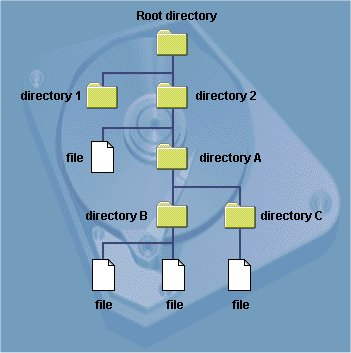 Root directory
directory 1
directory 2
file
directory A
directory B
directory C
file
file
file